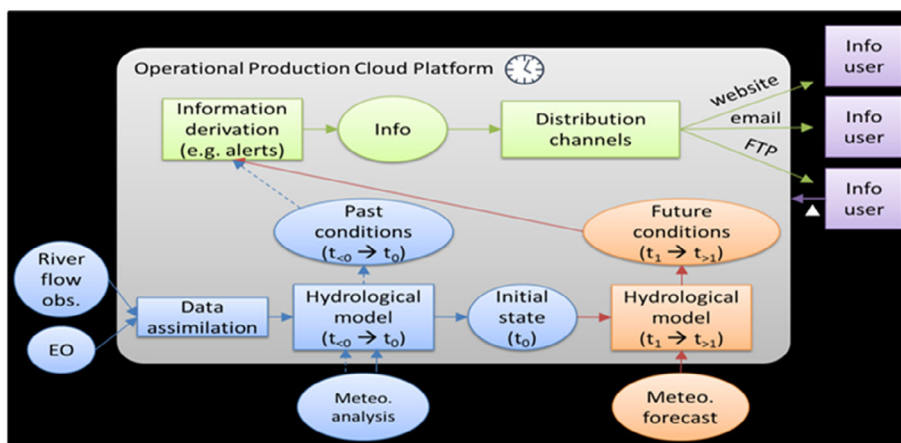 Operational Production Cloud Platform
Information
derivation
(e.g. alerts)
Info
Distribution
channels
website
email
FTP
Info
user
Info
user
Info
user
Past
conditions
(t<0 → t0)
Future
conditions
(t1 → t>1)
River
flow
obs.
EO
Data
assimilation
Hydrological
model
(t<0 → t0)
Initial
state
(t0)
Hydrological
model
(t1 → t>1)
Meteo.
analysis
Meteo.
forecast